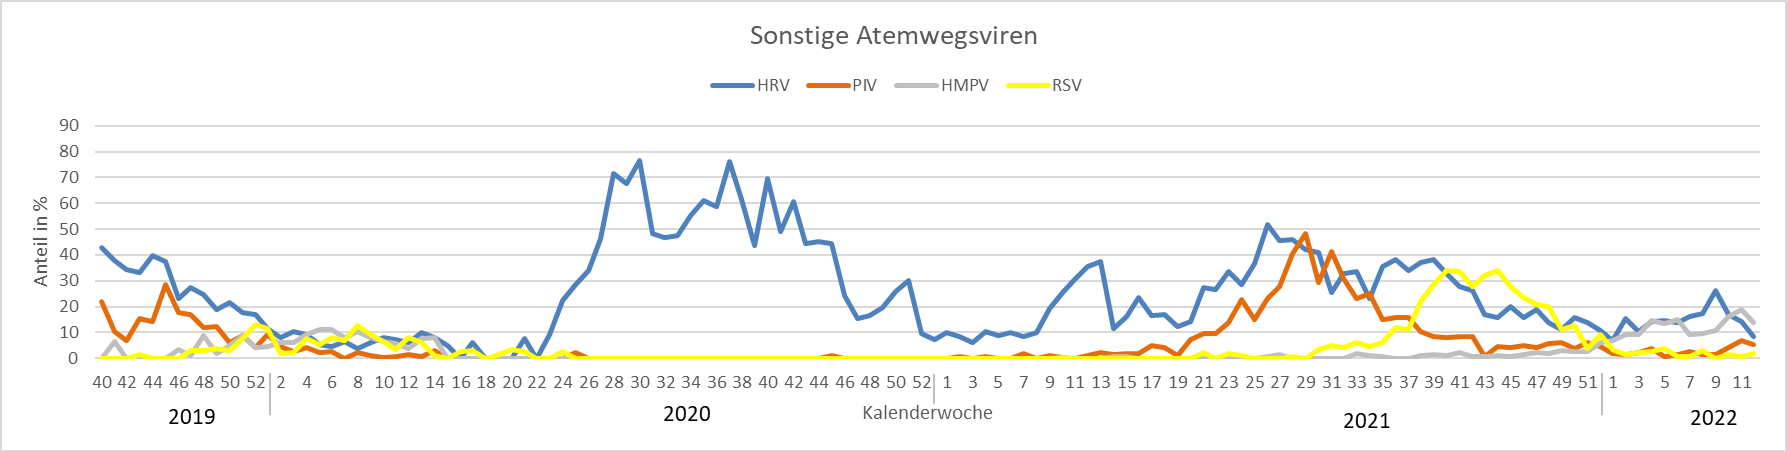 Sonstige Atemwegsviren
HRV PIV HMPV RSV
Anteil in %
90
80
70
60
50
40
30
20
10
0
40 42 44 46 48 50 52 2 4 6 8 10 12 14 16 18 20 22 24 26 28 30 32 34 36 38 40 42 44 46 48 50 52 1 3 5 7 9 11 13 15 17 19 21 23 25 27 29 31 33 35 37 39 41 43 45 47 49 51 1 3 5 7 9 11
2019 2020 Kalenderwoche 2021 2022